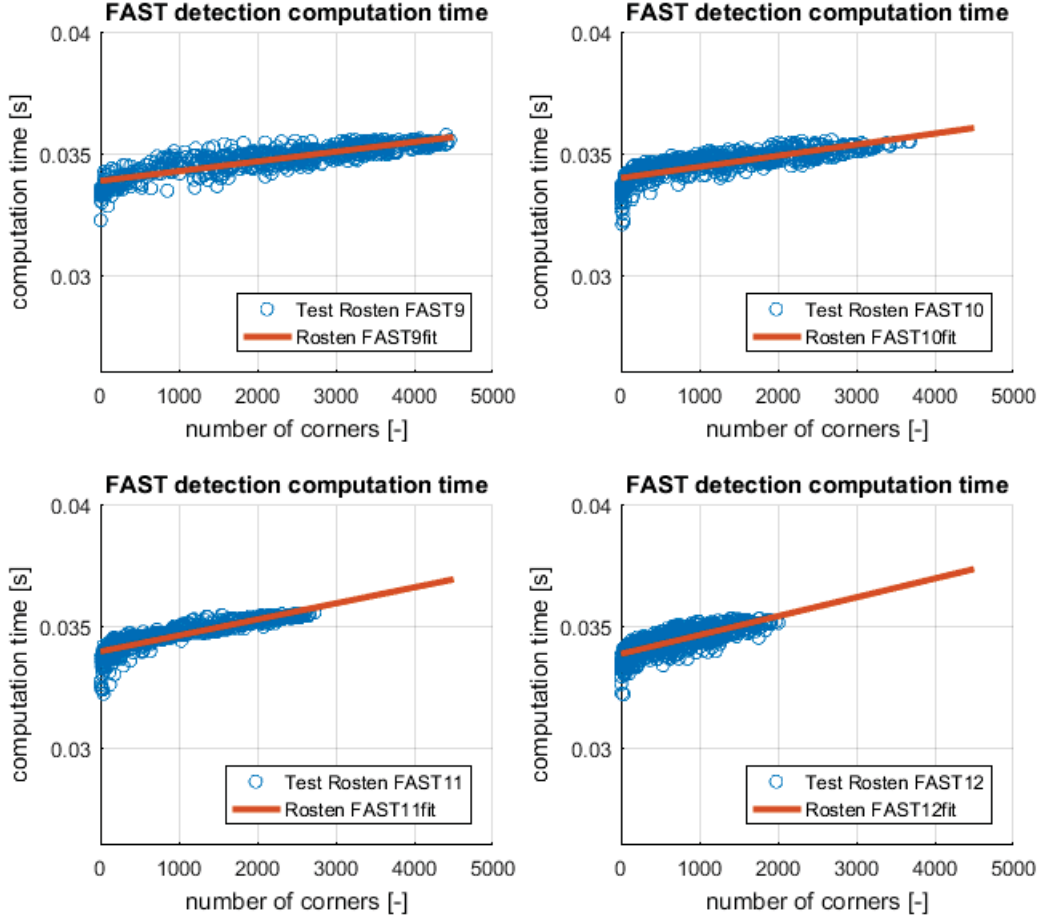 FAST detection computation time
0.04
0.035
0.03
computation time [s]
Test Rosten FAST9
Rosten FAST9fit
0 1000 2000 3000 4000 5000
number of corners [-]
FAST detection computation time
0.04
0.035
0.03
computation time [s]
Test Rosten FAST10
Rosten FAST10fit
0 1000 2000 3000 4000 5000
number of corners [-]
FAST detection computation time
0.04
0.035
0.03
computation time [s]
Test Rosten FAST11
Rosten FAST11fit
0 1000 2000 3000 4000 5000
number of corners [-]
FAST detection computation time
0.04
0.035
0.03
computation time [s]
Test Rosten FAST12
Rosten FAST12fit
0 1000 2000 3000 4000 5000
number of corners [-]